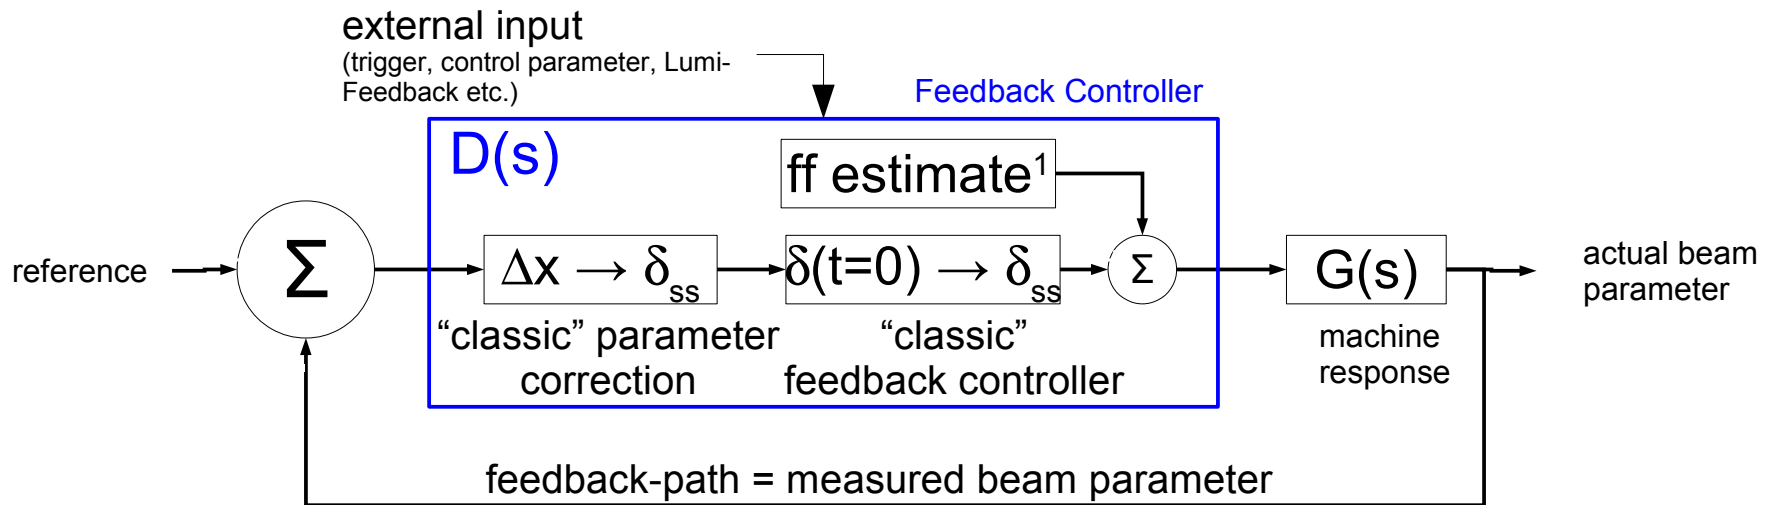 external input
(trigger, control parameter, Lumi-
Feedback etc.)
Feedback Controller
D(s)
ff estimate¹
reference
Σ
Δx → δss
δ(t=0) → δss
Σ
G(s)
actual beam
parameter
“classic” parameter
correction
“classic”
feedback controller
machine
response
feedback-path = measured beam parameter